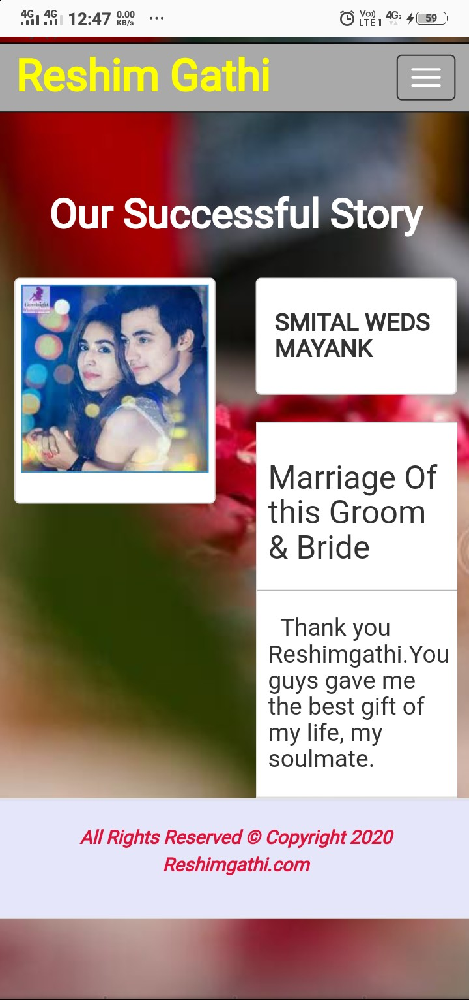 4G 4G 12:47 0.00 KB/s ... Vo)) LTE1 4G2 59
Reshim Gathi
Our Successful Story
Goodnight
SMITAL WEDS
MAYANK
Marriage Of
this Groom
& Bride
Thank you
Reshimgathi.You
guys gave me
the best gift of
my life, my
soulmate.
All Rights Reserved © Copyright 2020
Reshimgathi.com